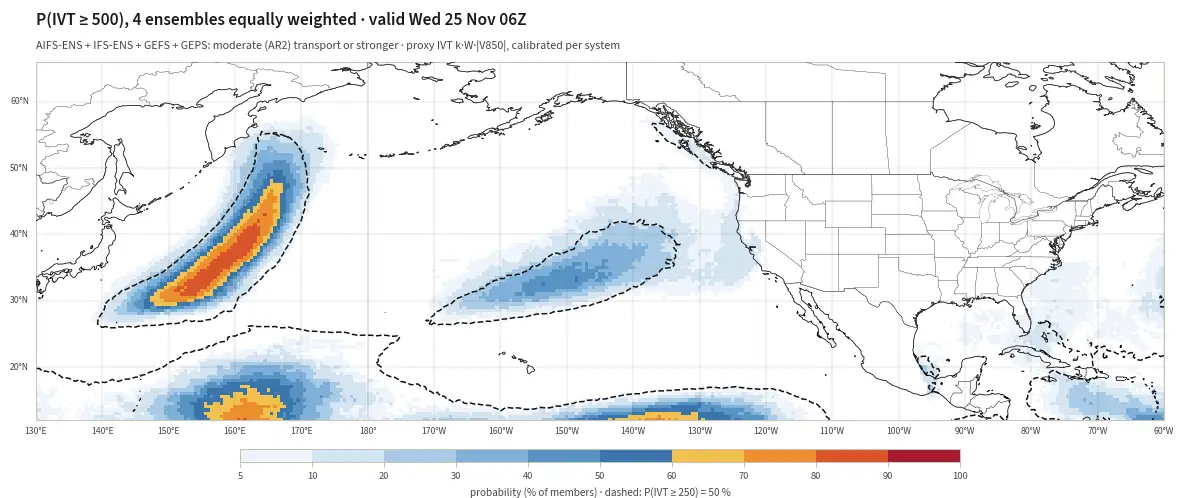 P(IVT ≥ 500), 4 ensembles equally weighted · valid Wed 25 Nov 06Z
AIFS-ENS + IFS-ENS + GEFS + GEPS: moderate (AR2) transport or stronger · proxy IVT k·W·|V850|, calibrated per system
60°N
50°N
40°N
30°N
20°N
130°E 140°E 150°E 160°E 170°E 180° 170°W 160°W 150°W 140°W 130°W 120°W 110°W 100°W 90°W 80°W 70°W 60°W
5 10 20 30 40 50 60 70 80 90 100
probability (% of members) · dashed: P(IVT ≥ 250) = 50 %